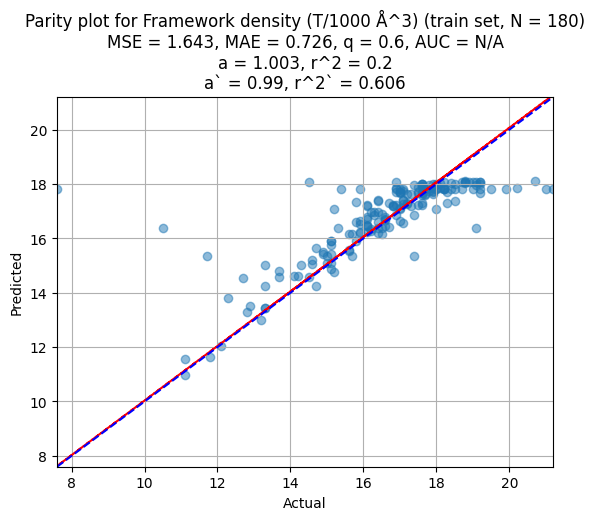 Parity plot for Framework density (T/1000 Å^3) (train set, N = 180)
MSE = 1.643, MAE = 0.726, q = 0.6, AUC = N/A
a = 1.003, r^2 = 0.2
a` = 0.99, r^2` = 0.606
20
18
16
14
12
10
8
Predicted
8 10 12 14 16 18 20
Actual